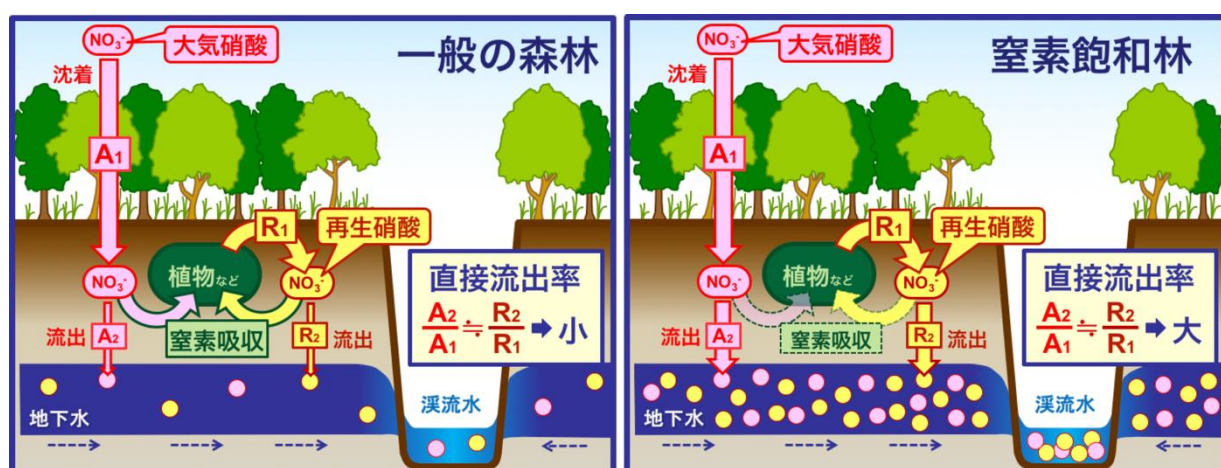 NO₃⁻
大気硝酸
一般の森林
沈着
A₁
R₁
再生硝酸
NO₃⁻
植物など
NO₃⁻
直接流出率
A₂/A₁≒R₂/R₁➡小
流出
A₂
窒素吸収
R₂
流出
地下水
渓流水
NO₃⁻
大気硝酸
窒素飽和林
沈着
A₁
R₁
再生硝酸
NO₃⁻
植物など
NO₃⁻
直接流出率
A₂/A₁≒R₂/R₁➡大
流出
A₂
窒素吸収
R₂
流出
地下水
渓流水